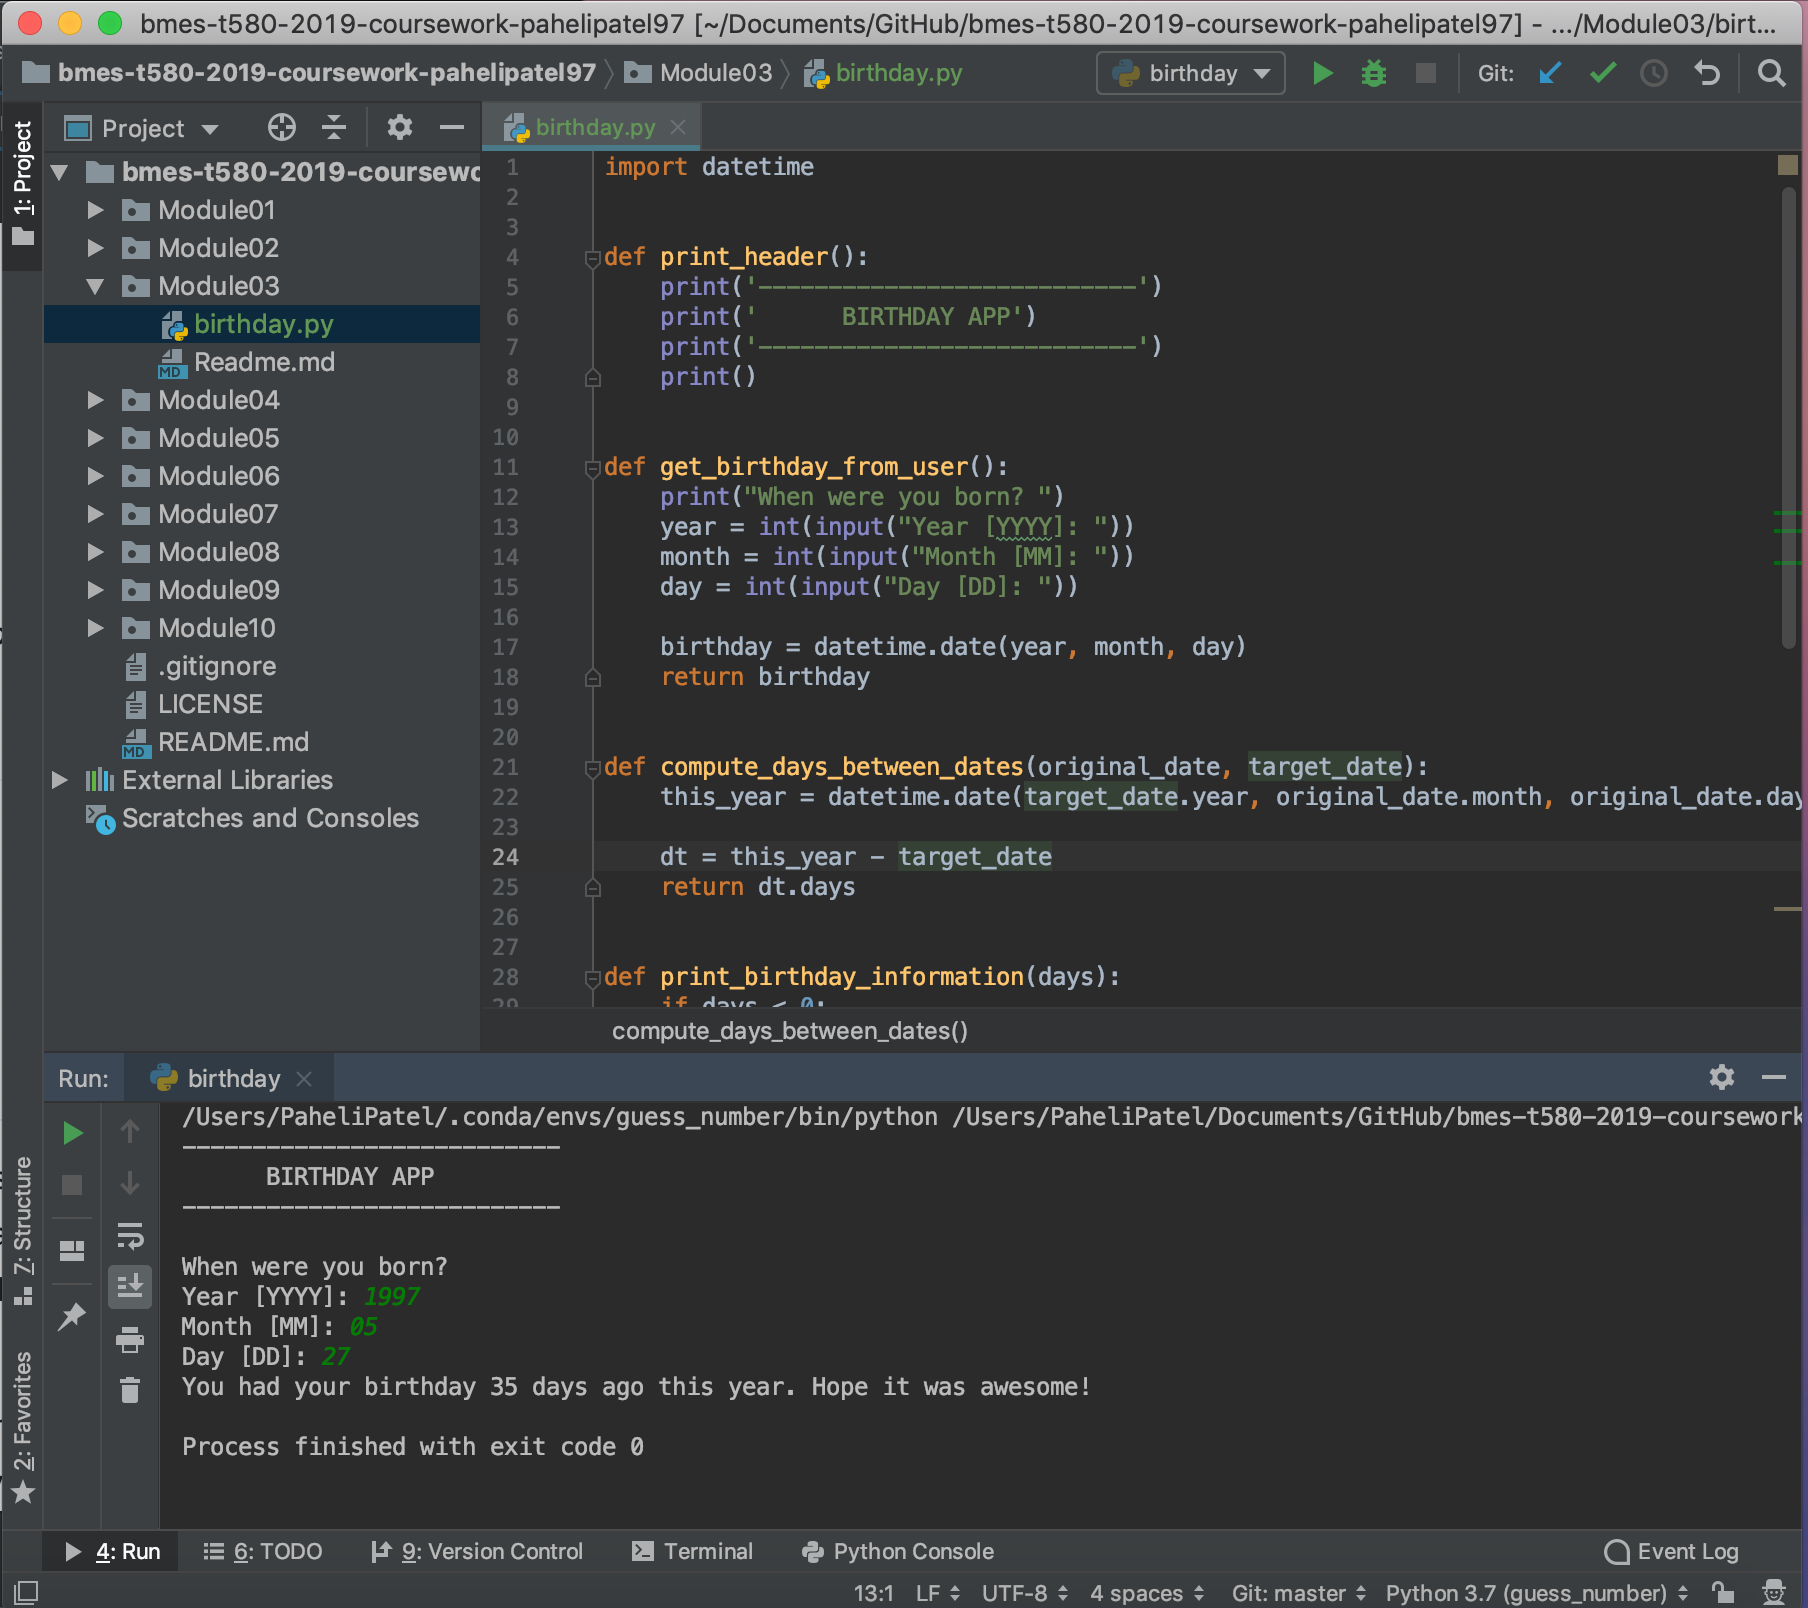 bmes-t580-2019-coursework-pahelipatel97 [~/Documents/GitHub/bmes-t580-2019-coursework-pahelipatel97] - .../Module03/birt...
bmes-t580-2019-coursework-pahelipatel97 Module03 birthday.py birthday Git:
Project birthday.py
1: Project
bmes-t580-2019-coursewo
Module01
Module02
Module03
birthday.py
Readme.md
Module04
Module05
Module06
Module07
Module08
Module09
Module10
.gitignore
LICENSE
README.md
External Libraries
Scratches and Consoles
1 import datetime
2
3
4 def print_header():
5 print('---------------------------')
6 print('      BIRTHDAY APP')
7 print('---------------------------')
8 print()
9
10
11 def get_birthday_from_user():
12 print("When were you born? ")
13 year = int(input("Year [YYYY]: "))
14 month = int(input("Month [MM]: "))
15 day = int(input("Day [DD]: "))
16
17 birthday = datetime.date(year, month, day)
18 return birthday
19
20
21 def compute_days_between_dates(original_date, target_date):
22 this_year = datetime.date(target_date.year, original_date.month, original_date.day
23
24 dt = this_year - target_date
25 return dt.days
26
27
28 def print_birthday_information(days):
29 if days < 0:
compute_days_between_dates()
Run: birthday
/Users/PaheliPatel/.conda/envs/guess_number/bin/python /Users/PaheliPatel/Documents/GitHub/bmes-t580-2019-coursework
---------------------------
BIRTHDAY APP
---------------------------
When were you born?
Year [YYYY]: 1997
Month [MM]: 05
Day [DD]: 27
You had your birthday 35 days ago this year. Hope it was awesome!
Process finished with exit code 0
7: Structure
2: Favorites
4: Run 6: TODO 9: Version Control Terminal Python Console Event Log
13:1 LF UTF-8 4 spaces Git: master Python 3.7 (guess_number)